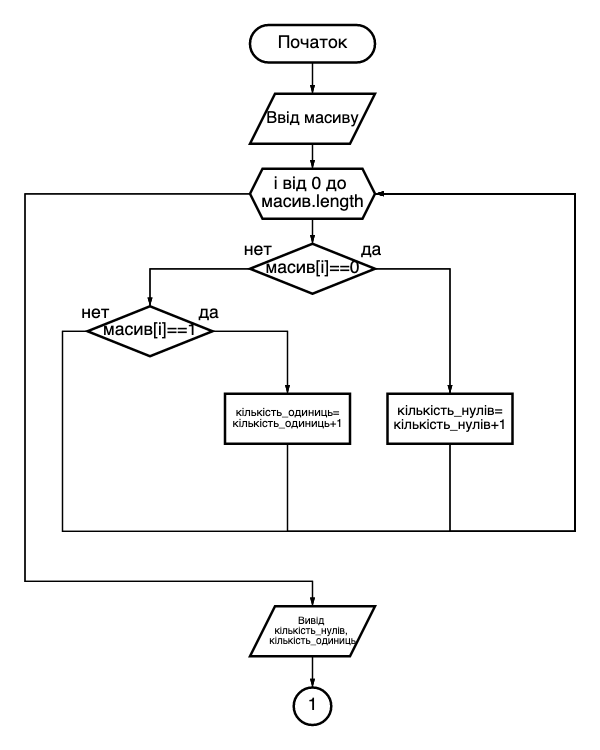 Початок
Ввід масиву
і від 0 до
масив.length
нет
да
масив[i]==0
нет
да
масив[i]==1
кількість_одиниць=
кількість_одиниць+1
кількість_нулів=
кількість_нулів+1
Вивід
кількість_нулів,
кількість_одиниць
1